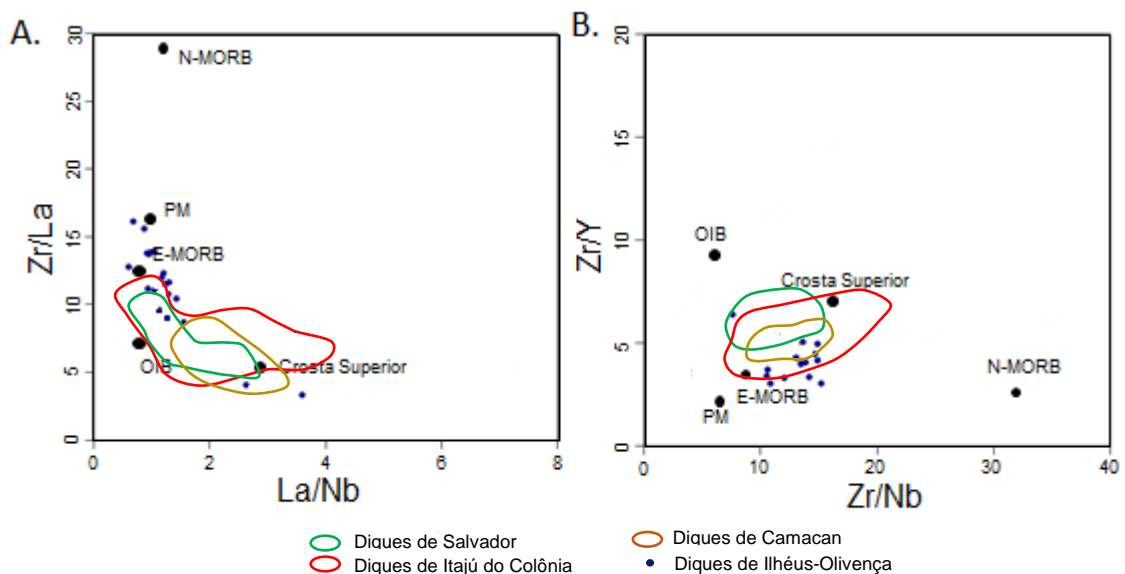 A.
30
25
20
15
10
5
0
Zr/La
N-MORB
PM
E-MORB
OIB
Crosta Superior
0 2 4 6 8
La/Nb
B.
20
15
10
5
0
Zr/Y
OIB
Crosta Superior
E-MORB
PM
N-MORB
0 10 20 30 40
Zr/Nb
Diques de Salvador
Diques de Itajú do Colônia
Diques de Camacan
Diques de Ilhéus-Olivença